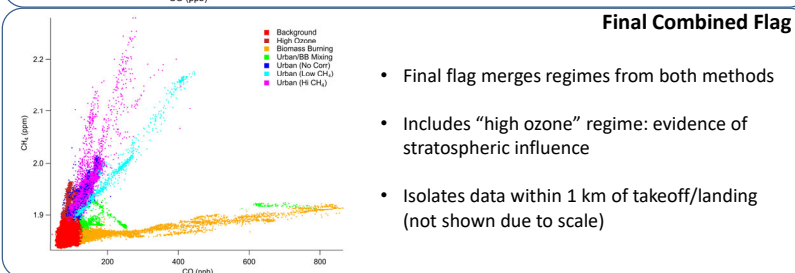 Final Combined Flag
2.2
2.1
2.0
1.9
CH₄ (ppm)
200
400
600
800
CO (ppb)
Background
High Ozone
Biomass Burning
Urban/BB Mixing
Urban (No Corr)
Urban (Low CH₄)
Urban (Hi CH₄)
• Final flag merges regimes from both methods
• Includes “high ozone” regime: evidence of
stratospheric influence
• Isolates data within 1 km of takeoff/landing
(not shown due to scale)